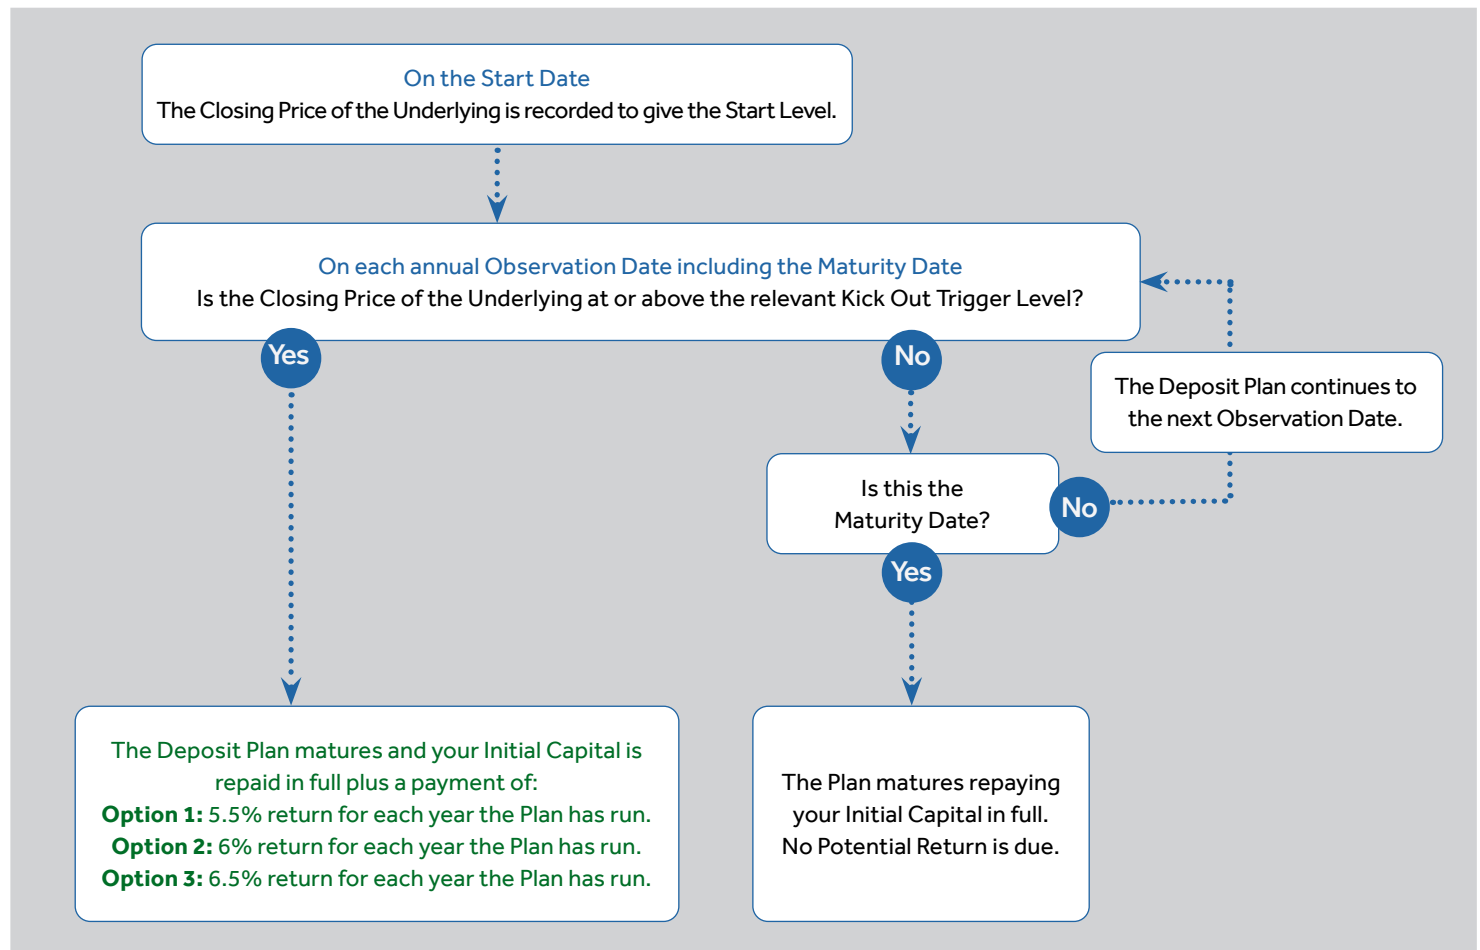 On the Start Date
The Closing Price of the Underlying is recorded to give the Start Level.
On each annual Observation Date including the Maturity Date
Is the Closing Price of the Underlying at or above the relevant Kick Out Trigger Level?
Yes
No
The Deposit Plan continues to
the next Observation Date.
Is this the
Maturity Date?
No
Yes
The Deposit Plan matures and your Initial Capital is
repaid in full plus a payment of:
Option 1: 5.5% return for each year the Plan has run.
Option 2: 6% return for each year the Plan has run.
Option 3: 6.5% return for each year the Plan has run.
The Plan matures repaying
your Initial Capital in full.
No Potential Return is due.